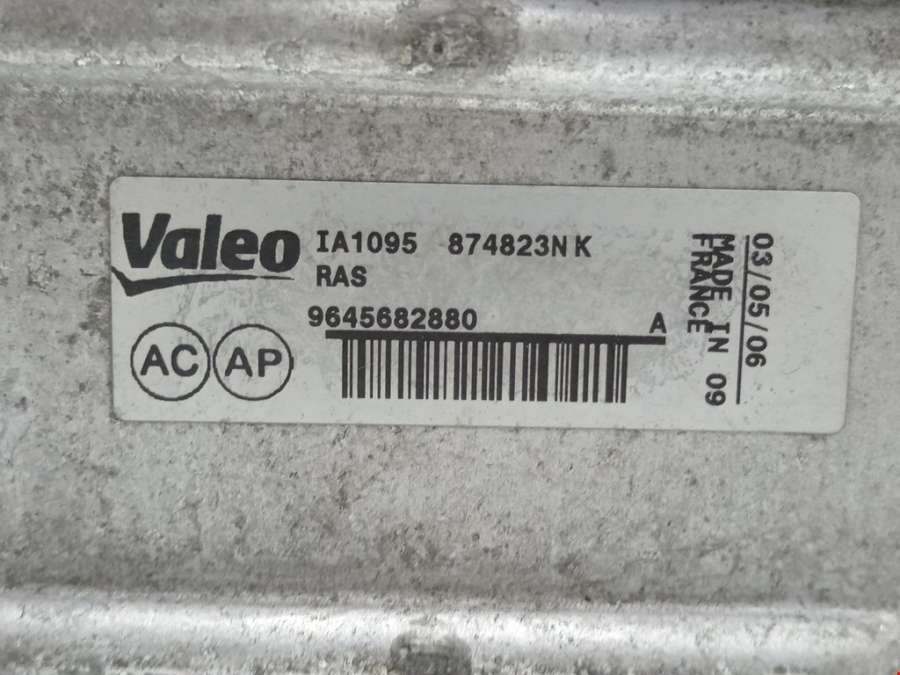 Valeo
IA1095 874823N K
RAS
9645682880
A
AC AP
03/05/06
MADE IN 09
FRANCE